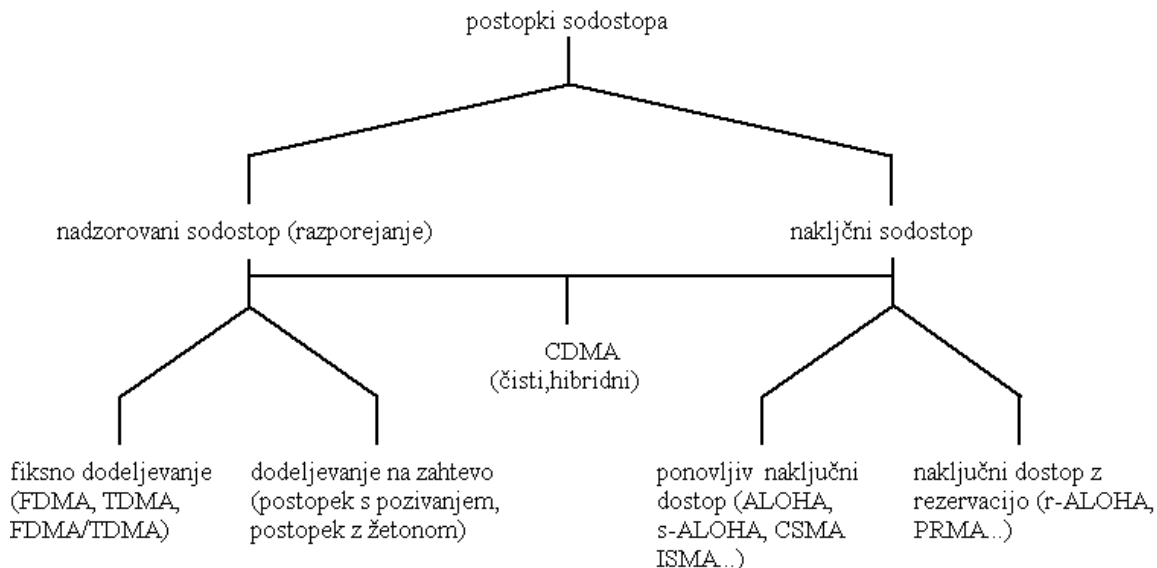 postopki sodostopa
nadzorovani sodostop (razporejanje)
nakljčni sodostop
CDMA
(čisti,hibridni)
fiksno dodeljevanje
(FDMA, TDMA,
FDMA/TDMA)
dodeljevanje na zahtevo
(postopek s pozivanjem,
postopek z žetonom)
ponovljiv naključni
dostop (ALOHA,
s-ALOHA, CSMA
ISMA...)
naključni dostop z
rezervacijo (r-ALOHA,
PRMA...)